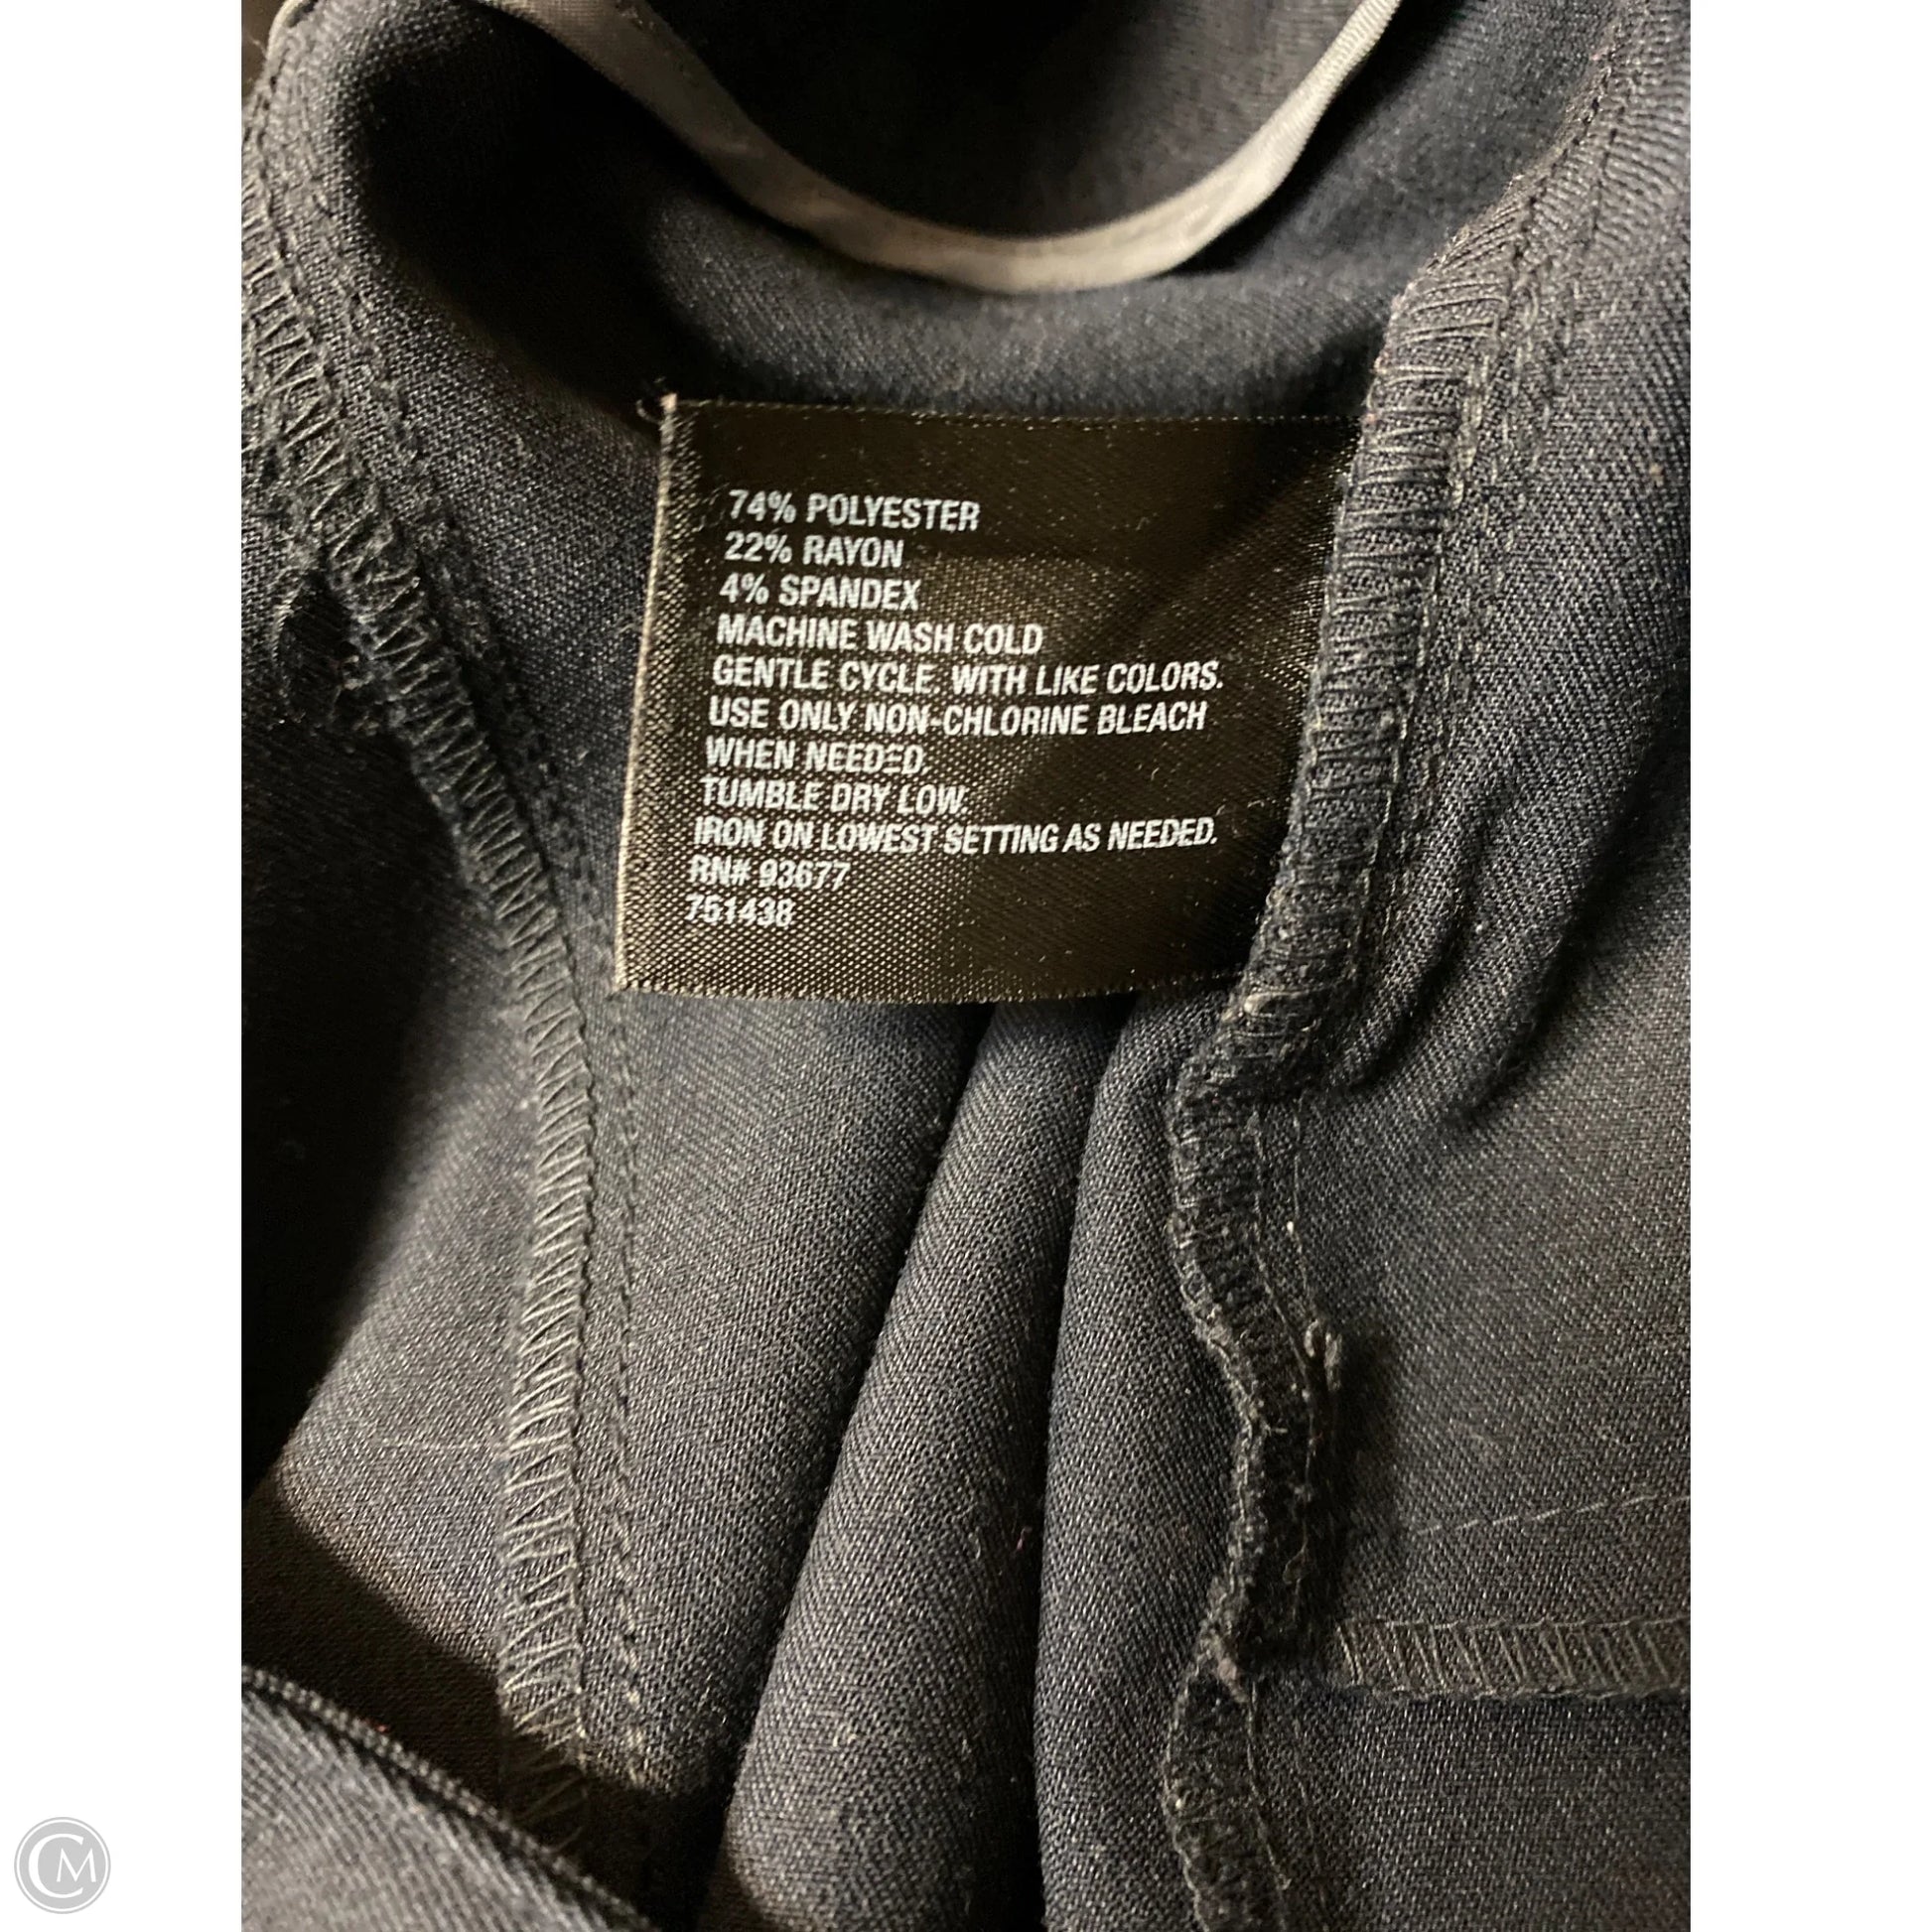 74% POLYESTER
22% RAYON
4% SPANDEX
MACHINE WASH COLD
GENTLE CYCLE. WITH LIKE COLORS.
USE ONLY NON-CHLORINE BLEACH
WHEN NEEDED.
TUMBLE DRY LOW.
IRON ON LOWEST SETTING AS NEEDED.
RN# 93677
751438
CM